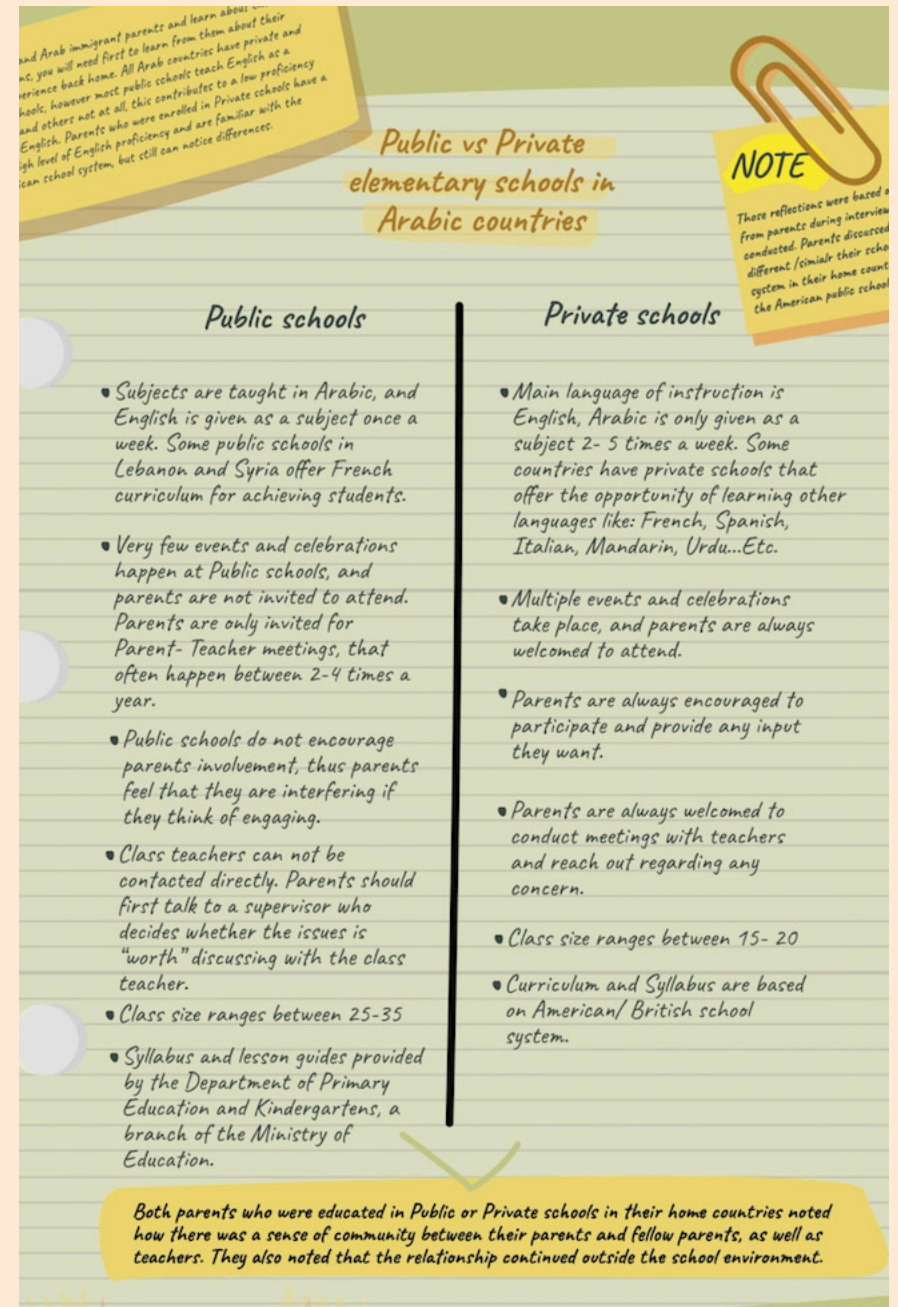 and Arab immigrant parents and learn about
you will need first to learn from them about their
back home. All Arab countries have private and
however most public schools teach English as a
and others not at all, this contributes to a low proficiency
English. Parents who were enrolled in Private schools have a
level of English proficiency and are familiar with the
school system, but still can notice differences.
Public vs Private
elementary schools in
Arabic countries
NOTE
Those reflections were based
from parents during
conducted. Parents discussed
different /simialr their
system in their home
the American public
Public schools
• Subjects are taught in Arabic, and
English is given as a subject once a
week. Some public schools in
Lebanon and Syria offer French
curriculum for achieving students.
• Very few events and celebrations
happen at Public schools, and
parents are not invited to attend.
Parents are only invited for
Parent- Teacher meetings, that
often happen between 2-4 times a
year.
• Public schools do not encourage
parents involvement, thus parents
feel that they are interfering if
they think of engaging.
• Class teachers can not be
contacted directly. Parents should
first talk to a supervisor who
decides whether the issues is
“worth” discussing with the class
teacher.
• Class size ranges between 25-35
• Syllabus and lesson guides provided
by the Department of Primary
Education and Kindergartens, a
branch of the Ministry of
Education.
Private schools
• Main language of instruction is
English, Arabic is only given as a
subject 2- 5 times a week. Some
countries have private schools that
offer the opportunity of learning other
languages like: French, Spanish,
Italian, Mandarin, Urdu...Etc.
• Multiple events and celebrations
take place, and parents are always
welcomed to attend.
• Parents are always encouraged to
participate and provide any input
they want.
• Parents are always welcomed to
conduct meetings with teachers
and reach out regarding any
concern.
• Class size ranges between 15- 20
• Curriculum and Syllabus are based
on American/ British school
system.
Both parents who were educated in Public or Private schools in their home countries noted
how there was a sense of community between their parents and fellow parents, as well as
teachers. They also noted that the relationship continued outside the school environment.